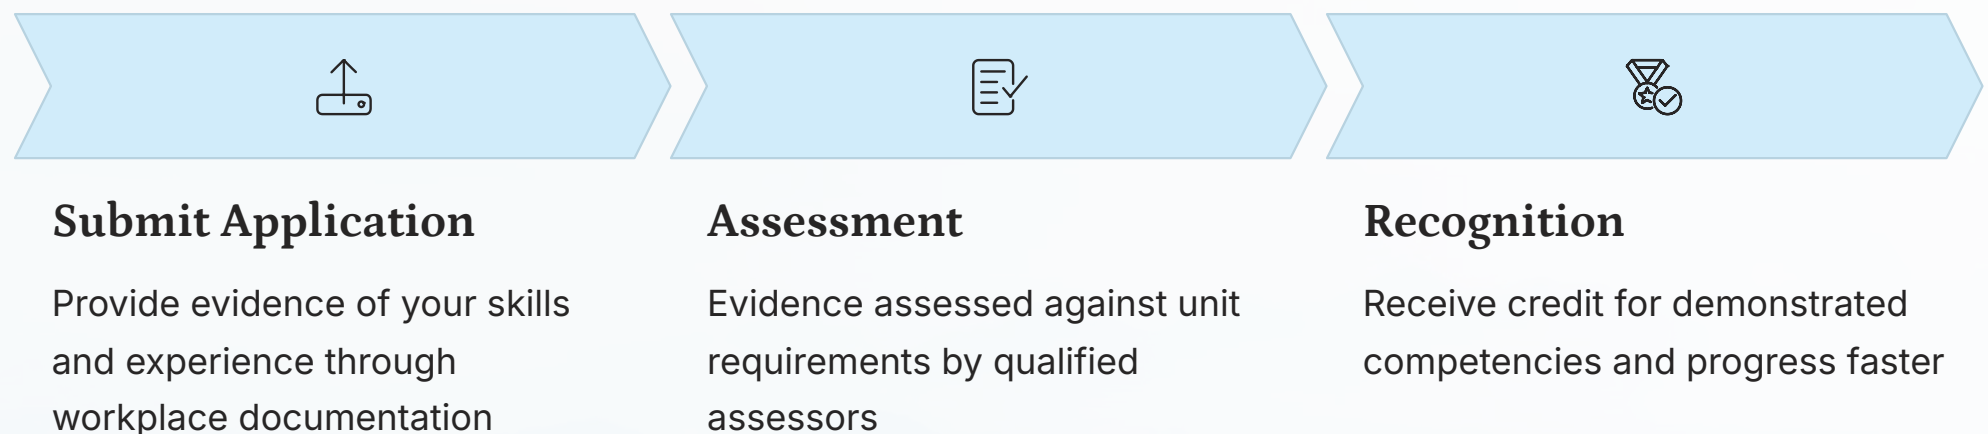 Submit Application
Provide evidence of your skills
and experience through
workplace documentation
Assessment
Evidence assessed against unit
requirements by qualified
assessors
Recognition
Receive credit for demonstrated
competencies and progress faster